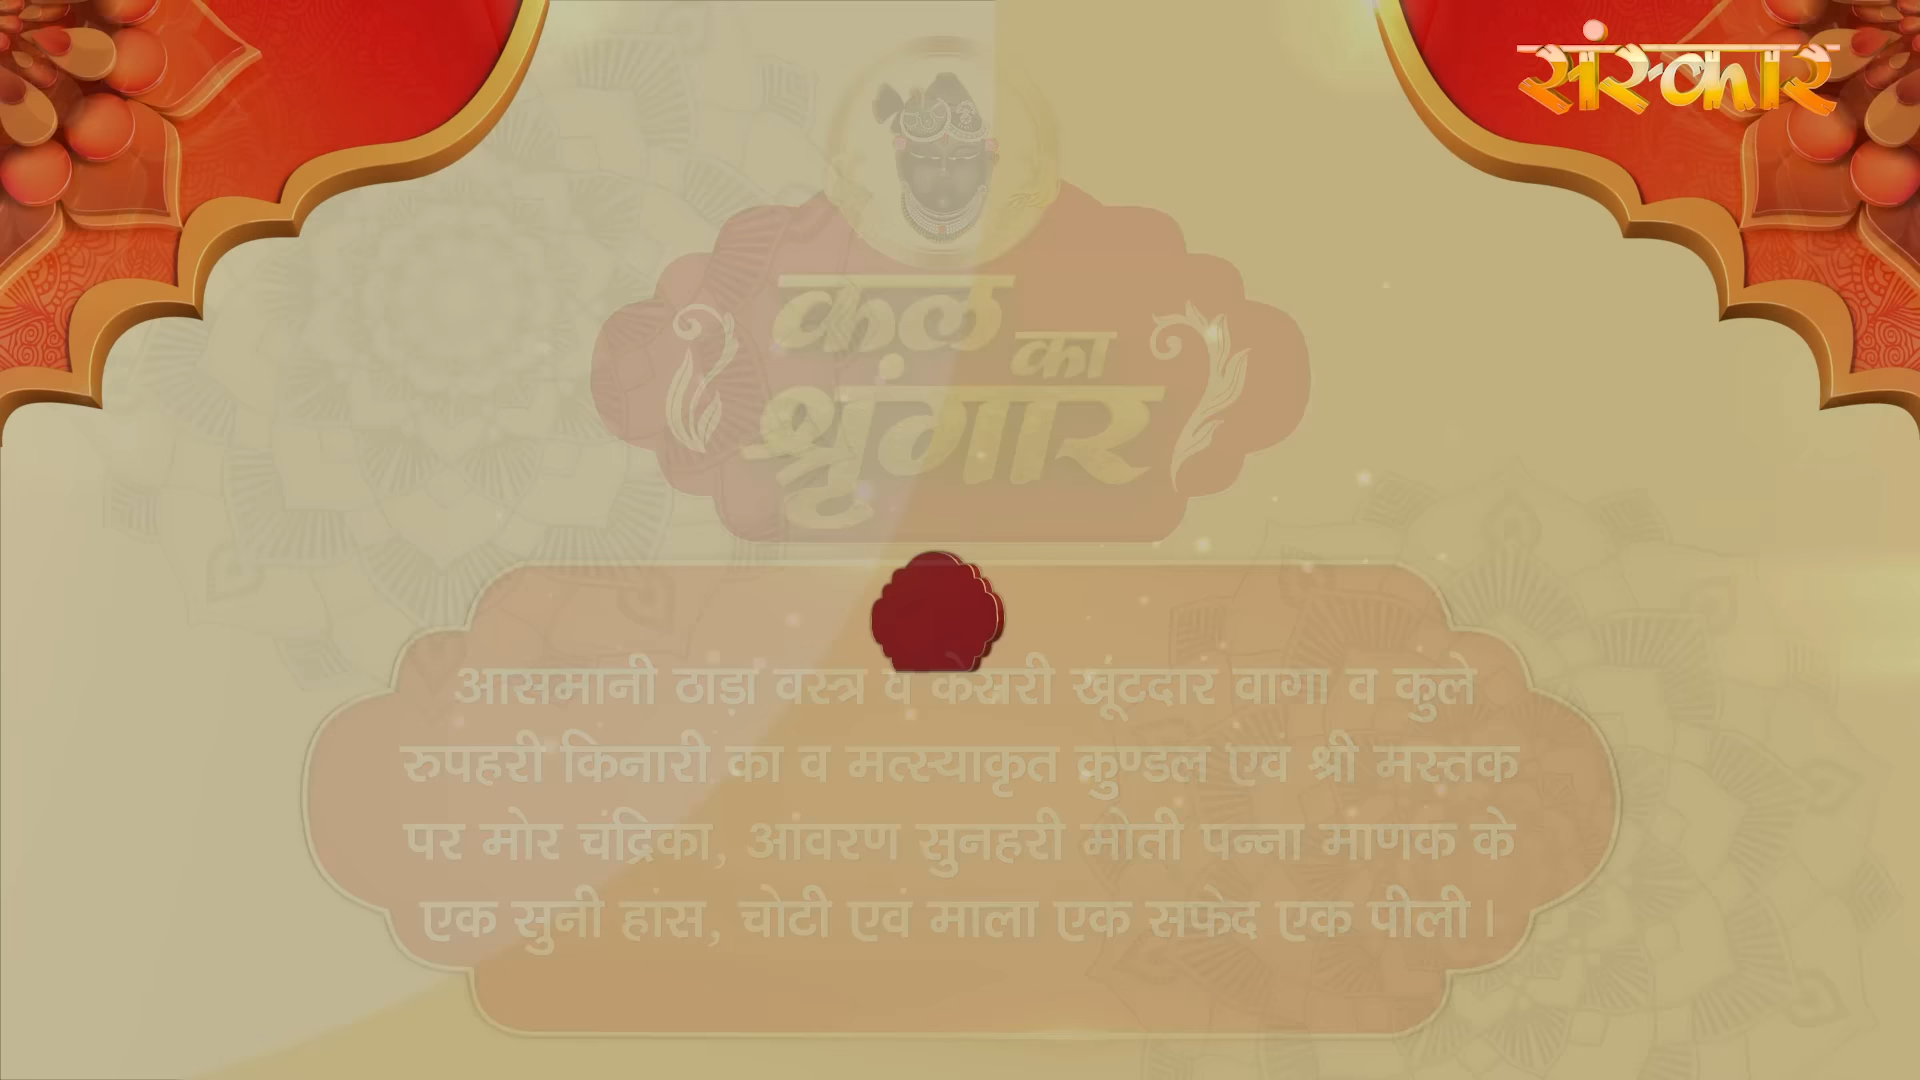 संस्कार
कल का
श्रृंगार
आसमानी ठाड़ा वस्त्र व केसरी खूंटदार वागा व कुले
रुपहरी किनारी का व मत्स्याकृत कुण्डल एंव श्री मस्तक
पर मोर चंद्रिका, आंवरण सुनहरी मोती पन्ना माणक के
एक सुनी हांस, चोटी एवं माला एक सफेद एक पीली।